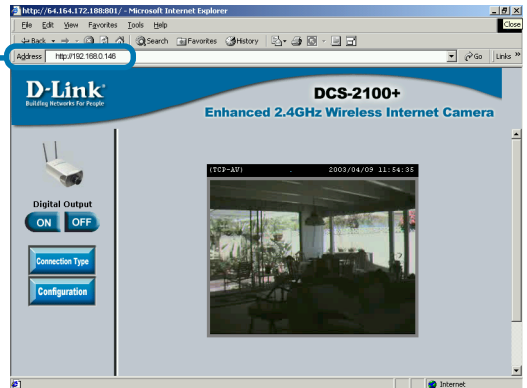 http://64.164.172.188:801/ - Microsoft Internet Explorer
File Edit View Favorites Tools Help
Close
Back Search Favorites History
Address http://192.168.0.146 Go Links »
D-Link®
Building Networks For People
DCS-2100+
Enhanced 2.4GHz Wireless Internet Camera
(TCP-AV) . 2003/04/09 11:54:35
Digital Output
ON OFF
Connection Type
Configuration
Internet